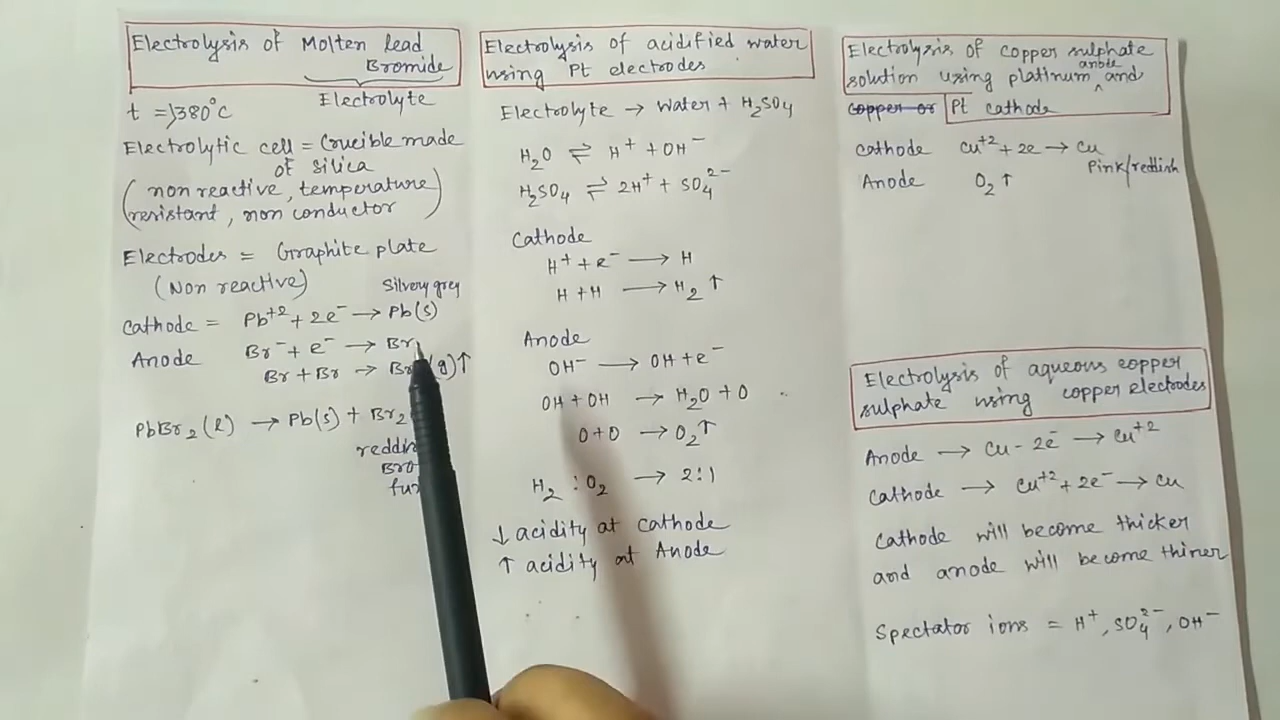 Electrolysis of Molten lead
Bromide
Electrolyte
t = >380°C
Electrolytic cell = Crucible made
of silica
(non reactive, temperature
resistant, non conductor)
Electrodes = Graphite plate
(Non reactive)
Silvery grey
Cathode = Pb⁺² + 2e⁻ → Pb(s)
Anode Br⁻ + e⁻ → Br
Br + Br → Br (g)↑
PbBr₂(l) → Pb(s) + Br₂
Electrolysis of acidified water
using Pt electrodes
Electrolyte → Water + H₂SO₄
H₂O ⇌ H⁺ + OH⁻
H₂SO₄ ⇌ 2H⁺ + SO₄²⁻
Cathode
H⁺ + e⁻ → H
H + H → H₂ ↑
Anode
OH⁻ → OH + e⁻
OH + OH → H₂O + O
O + O → O₂↑
H₂ : O₂ → 2:1
↓ acidity at Cathode
↑ acidity at Anode
Electrolysis of copper sulphate
solution using platinum anode and
copper or Pt cathode
Cathode Cu⁺² + 2e → Cu
Pink/reddish
Anode O₂ ↑
Electrolysis of aqueous copper
sulphate using copper electrodes
Anode → Cu - 2e⁻ → Cu⁺²
Cathode → Cu⁺² + 2e⁻ → Cu
Cathode will become thicker
and anode will become thiner
Spectator ions = H⁺, SO₄²⁻, OH⁻